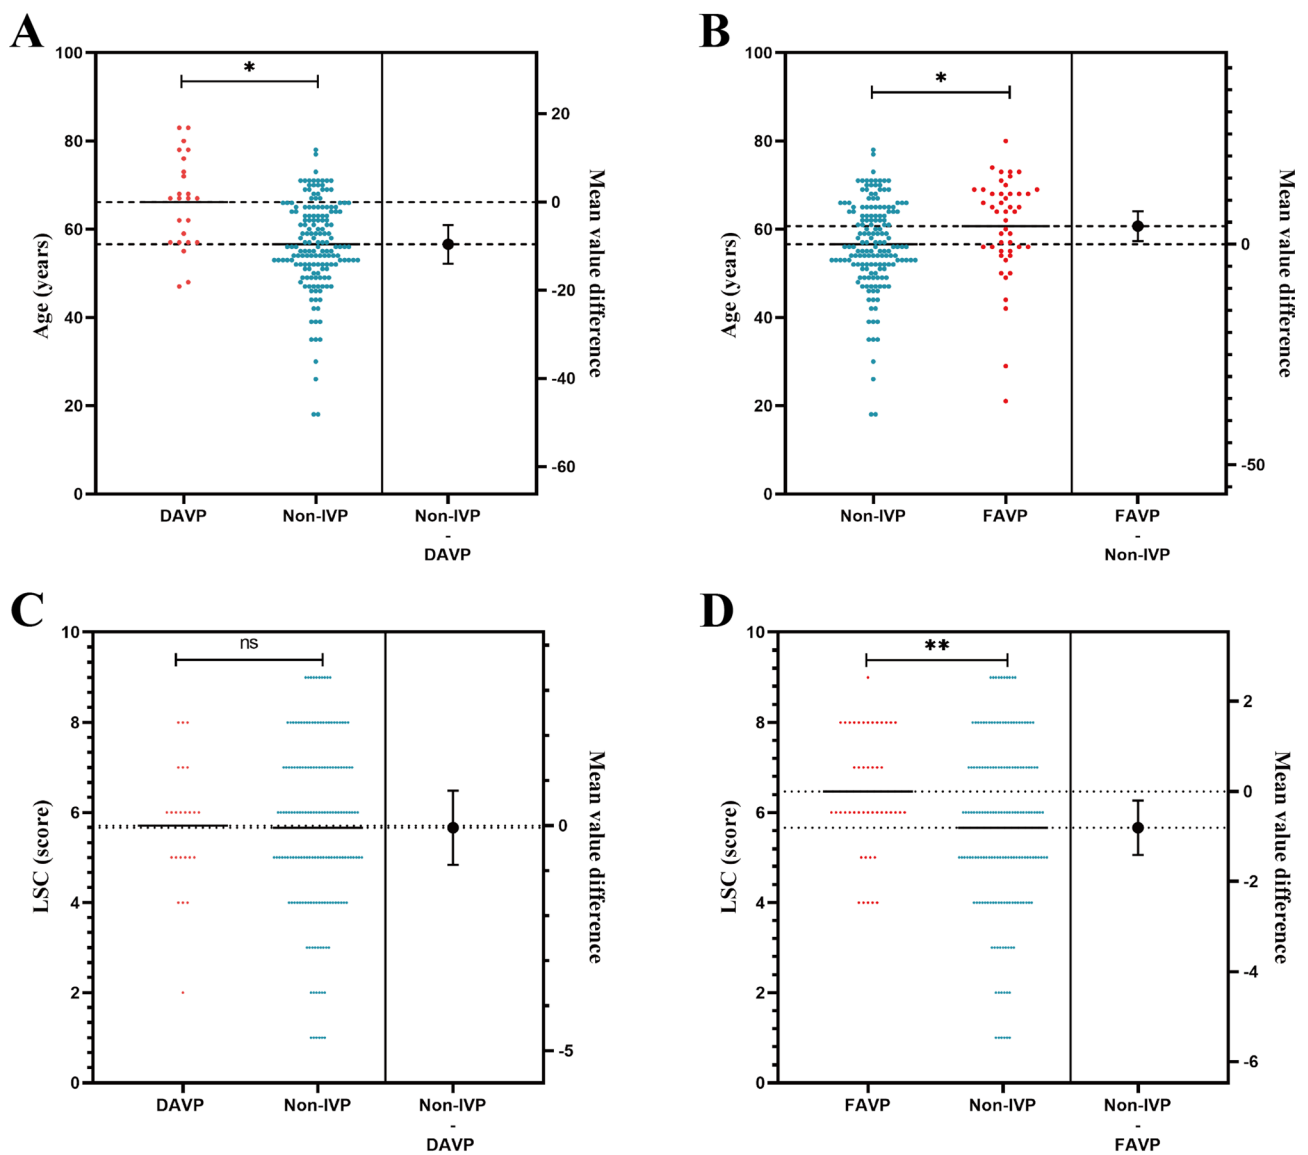 A
100
80
60
40
20
0
Age (years)
*
20
0
-20
-40
-60
Mean value difference
DAVP
Non-IVP
Non-IVP
-
DAVP
B
100
80
60
40
20
0
Age (years)
*
0
-50
Mean value difference
Non-IVP
FAVP
FAVP
-
Non-IVP
C
10
8
6
4
2
0
LSC (score)
ns
0
-5
Mean value difference
DAVP
Non-IVP
Non-IVP
-
DAVP
D
10
8
6
4
2
0
LSC (score)
**
2
0
-2
-4
-6
Mean value difference
FAVP
Non-IVP
Non-IVP
-
FAVP